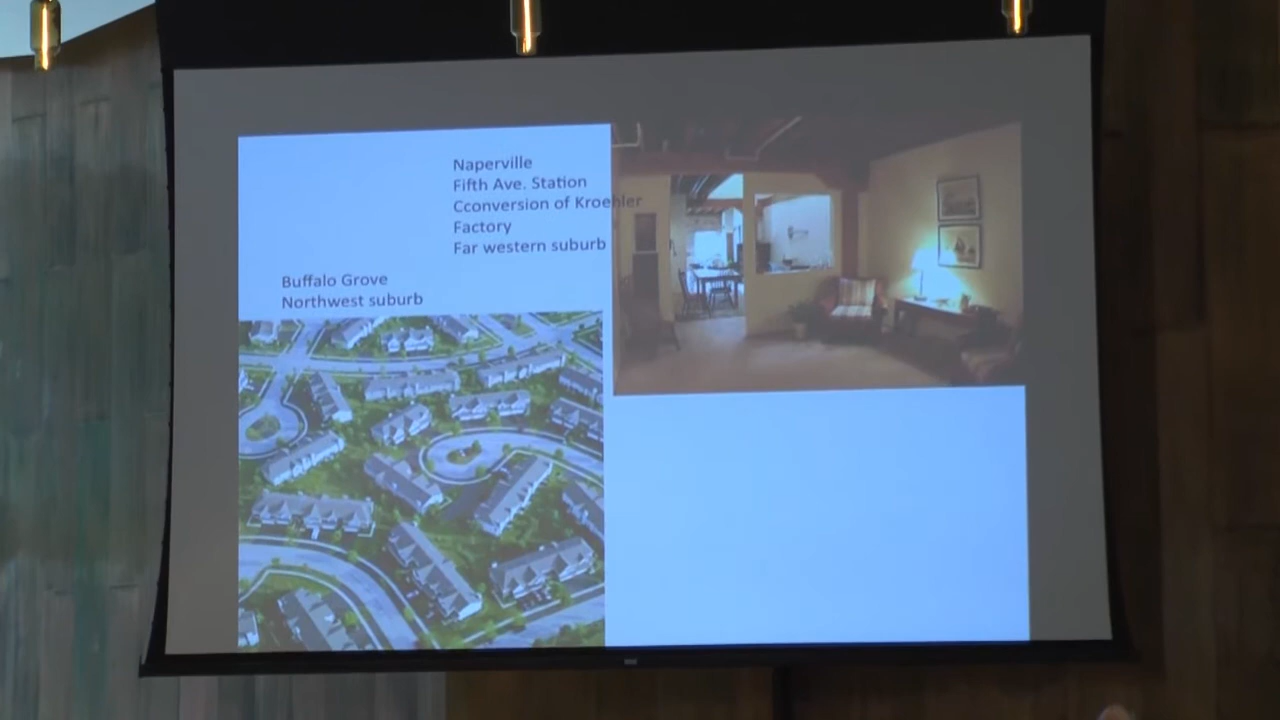 Naperville
Fifth Ave. Station
Cconversion of Kroehler
Factory
Far western suburb
Buffalo Grove
Northwest suburb